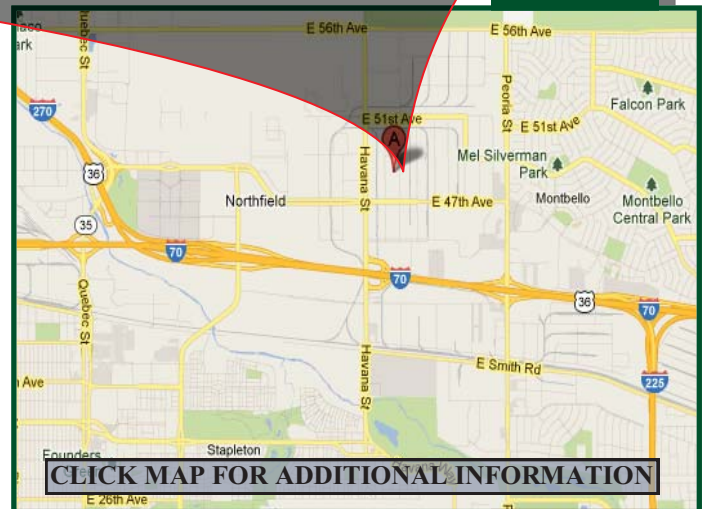 E 56th Ave
E 56th Ave
Park
Quebec St
270
E 51st Ave
A
Peoria St
E 51st Ave
Falcon Park
Mel Silverman
Park
36
Havana St
Northfield
E 47th Ave
Montbello
Montbello
Central Park
35
70
70
36
70
Quebec St
Havana St
E Smith Rd
225
Ave
Founders
Stapleton
CLICK MAP FOR ADDITIONAL INFORMATION
E 26th Ave